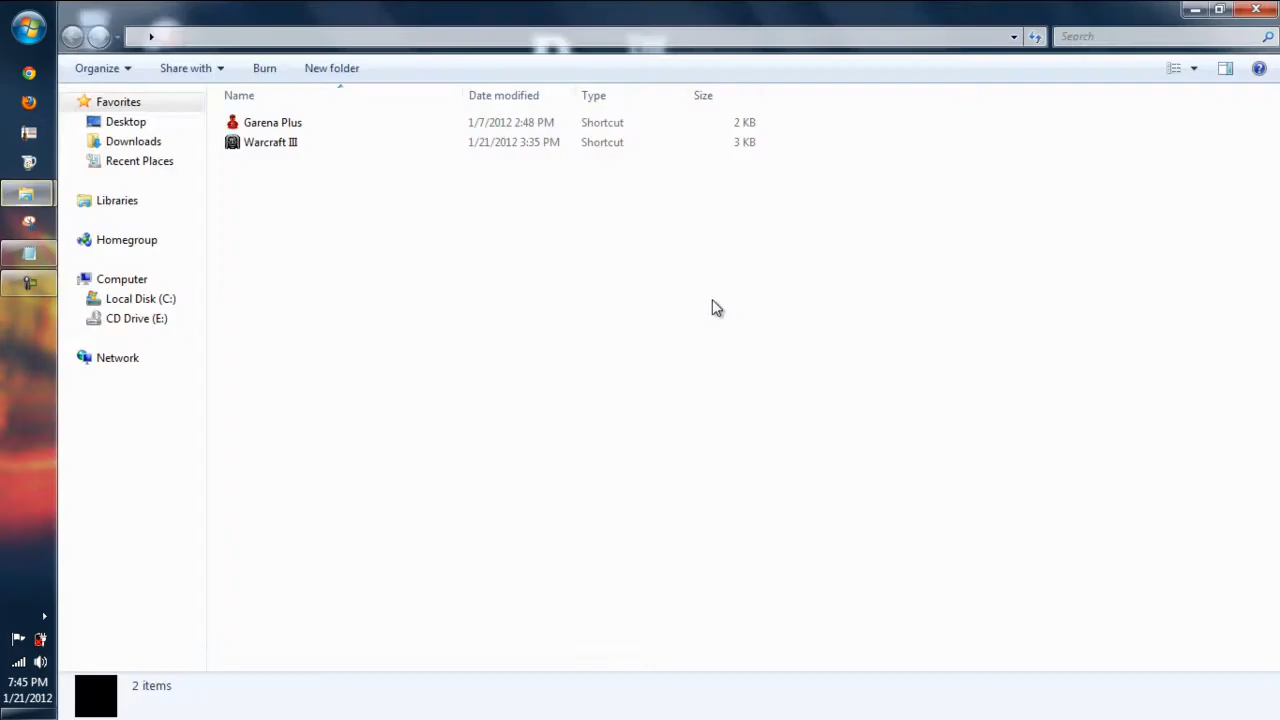 Search
Organize Share with Burn New folder
Name Date modified Type Size
Favorites
Desktop
Downloads
Recent Places
Libraries
Homegroup
Computer
Local Disk (C:)
CD Drive (E:)
Network
Garena Plus 1/7/2012 2:48 PM Shortcut 2 KB
Warcraft III 1/21/2012 3:35 PM Shortcut 3 KB
2 items
7:45 PM
1/21/2012